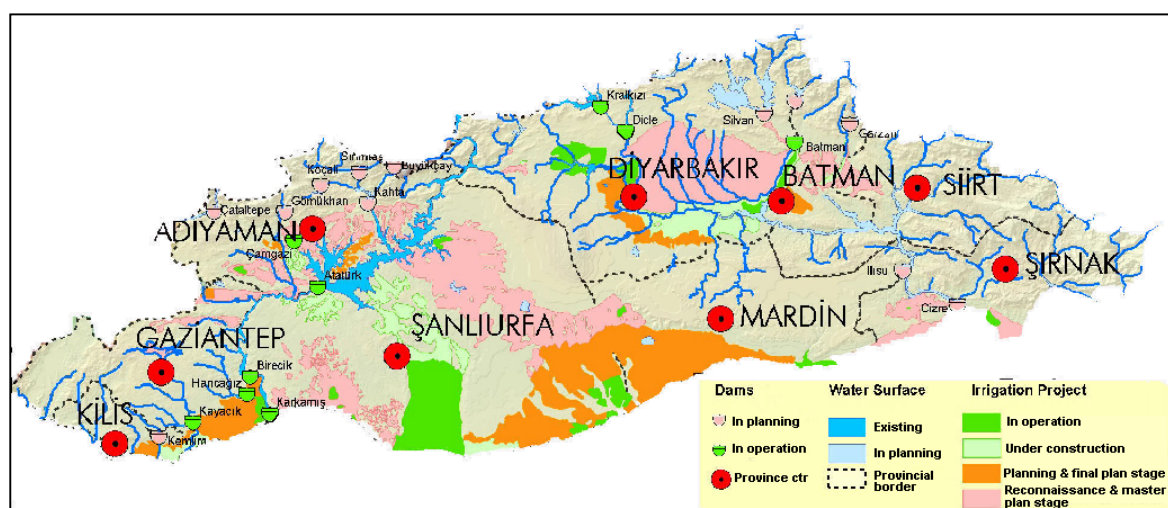 Kralkızı
Dicle
Silvan
Garzan
Batman
DİYARBAKIR
BATMAN
SİİRT
Büyükçay
Koçali
Kahta
Gömükhan
Çataltepe
ADIYAMAN
Çamgazi
Atatürk
Ilısu
ŞIRNAK
Cizre
MARDİN
ŞANLIURFA
GAZİANTEP
Birecik
Hancağız
Karkamış
Kayacık
KİLİS
Kemlim
Dams
In planning
In operation
Province ctr
Water Surface
Existing
In planning
Provincial
border
Irrigation Project
In operation
Under construction
Planning & final plan stage
Reconnaissance & master
plan stage